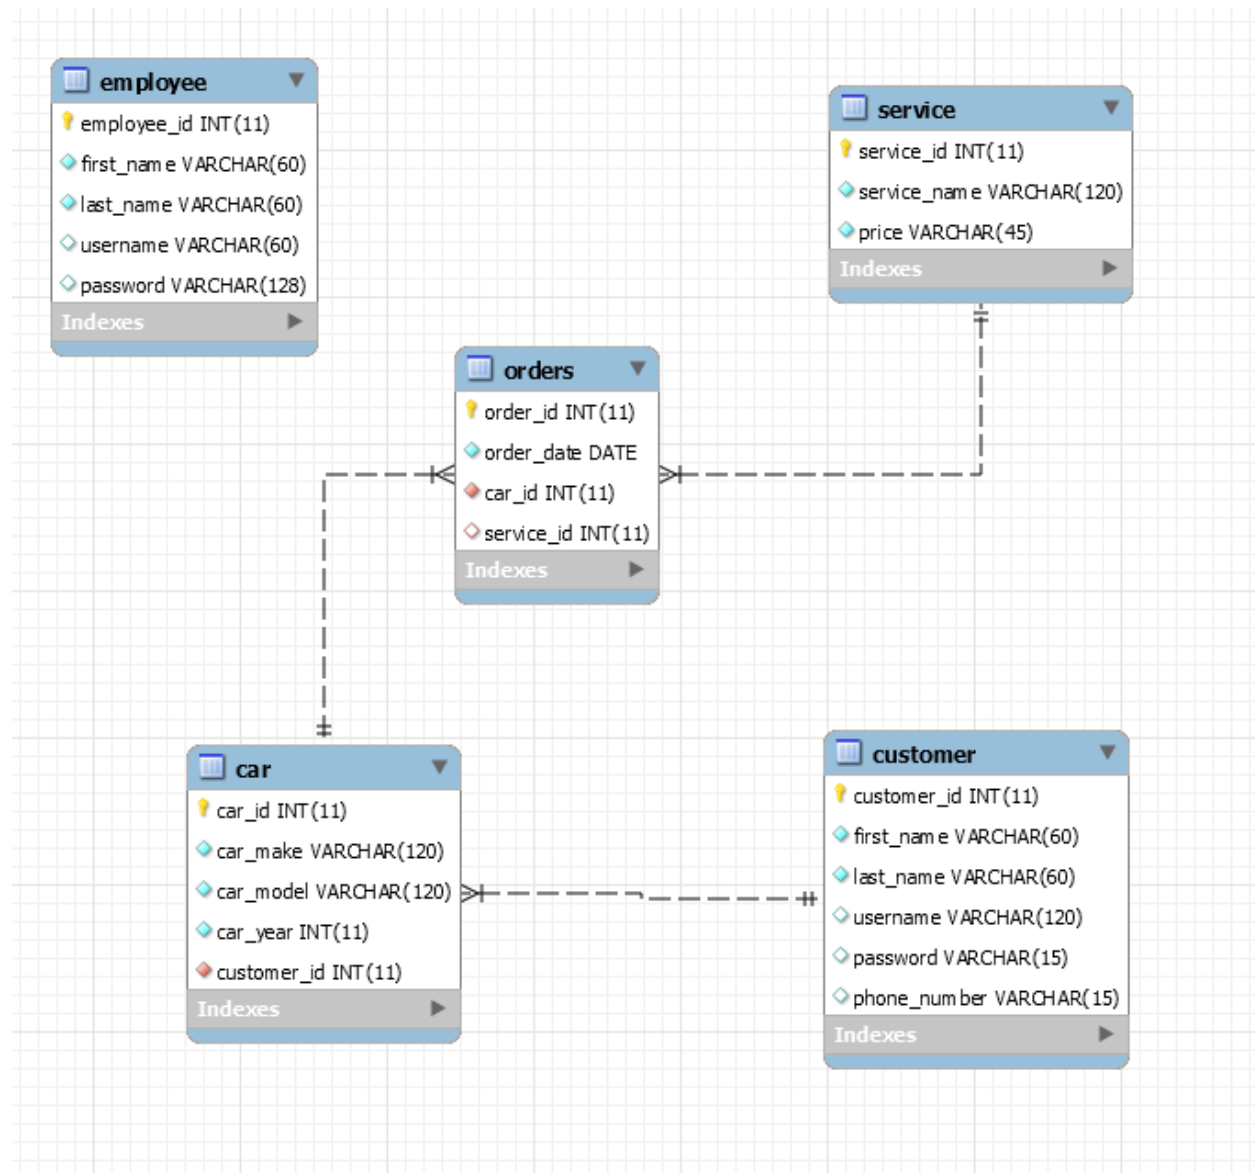 employee
employee_id INT(11)
first_name VARCHAR(60)
last_name VARCHAR(60)
username VARCHAR(60)
password VARCHAR(128)
Indexes
service
service_id INT(11)
service_name VARCHAR(120)
price VARCHAR(45)
Indexes
orders
order_id INT(11)
order_date DATE
car_id INT(11)
service_id INT(11)
Indexes
car
car_id INT(11)
car_make VARCHAR(120)
car_model VARCHAR(120)
car_year INT(11)
customer_id INT(11)
Indexes
customer
customer_id INT(11)
first_name VARCHAR(60)
last_name VARCHAR(60)
username VARCHAR(120)
password VARCHAR(15)
phone_number VARCHAR(15)
Indexes